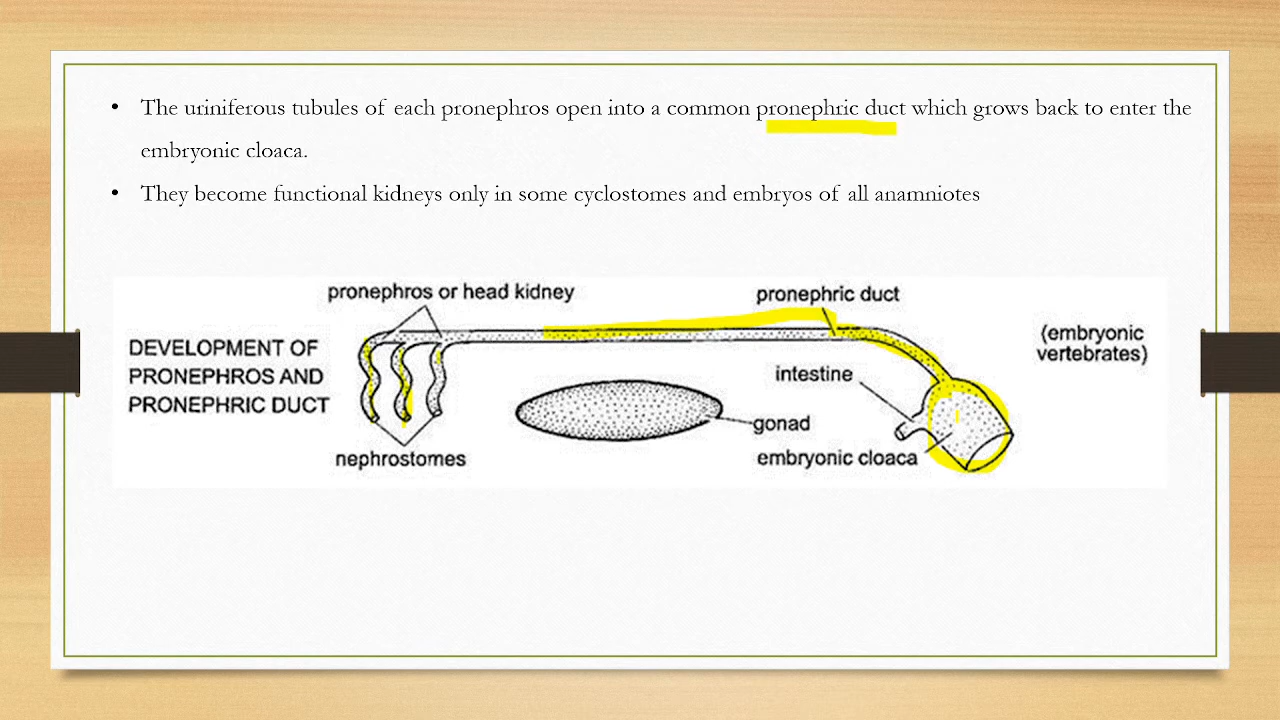 • The uriniferous tubules of each pronephros open into a common pronephric duct which grows back to enter the
embryonic cloaca.
• They become functional kidneys only in some cyclostomes and embryos of all anamniotes
pronephros or head kidney
pronephric duct
DEVELOPMENT OF
PRONEPHROS AND
PRONEPHRIC DUCT
(embryonic
vertebrates)
intestine
gonad
nephrostomes
embryonic cloaca